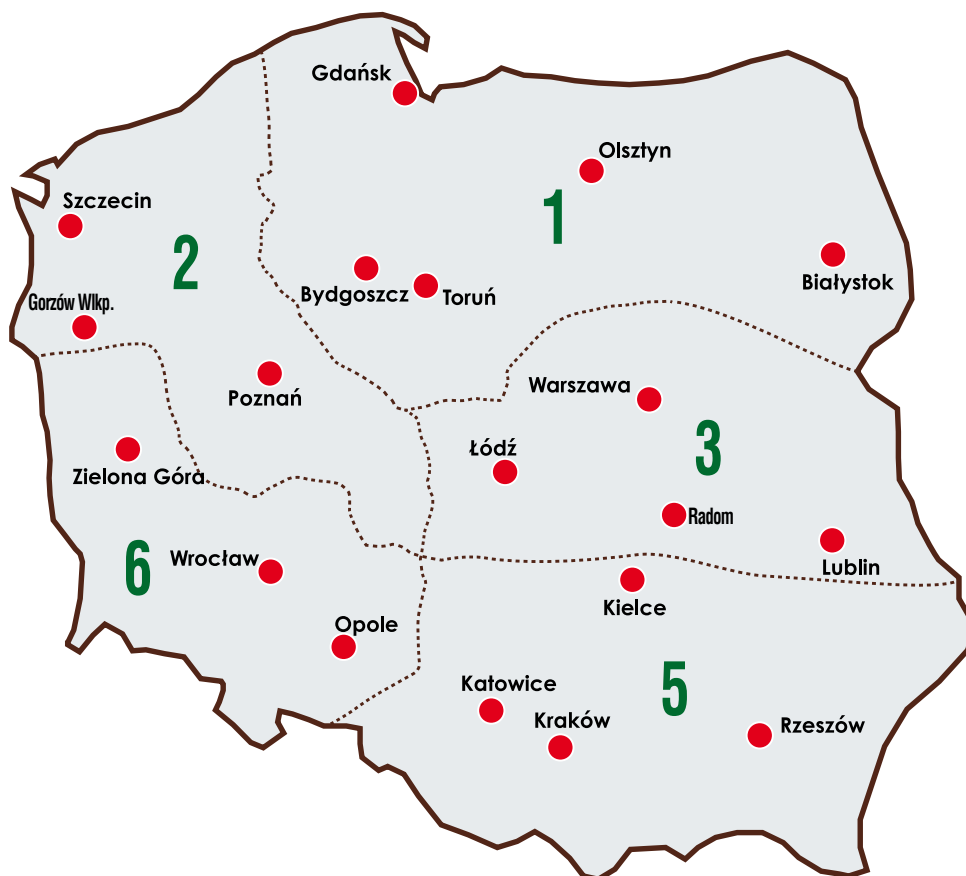 Gdańsk
Olsztyn
Szczecin
1
2
Białystok
Bydgoszcz
Toruń
Gorzów Wlkp.
Warszawa
Poznań
3
Łódź
Zielona Góra
Radom
Wrocław
6
Lublin
Kielce
Opole
Katowice
5
Kraków
Rzeszów